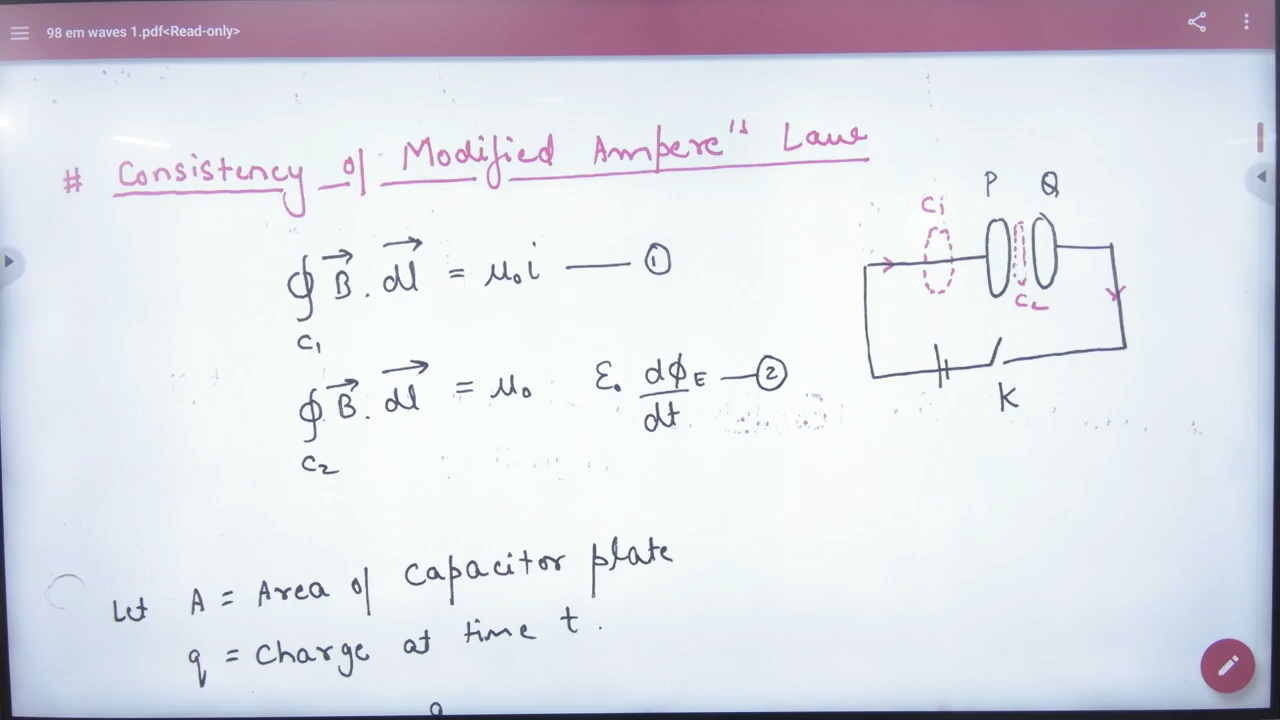 98 em waves 1.pdf<Read-only>
# Consistency of Modified Ampere's Law
∮ B⃗ . dl⃗ = μ₀ i —— ①
C₁
∮ B⃗ . dl⃗ = μ₀ ε₀ dϕE/dt — ②
C₂
P Q
C₁
C₂
K
Let A = Area of capacitor plate
q = charge at time t .